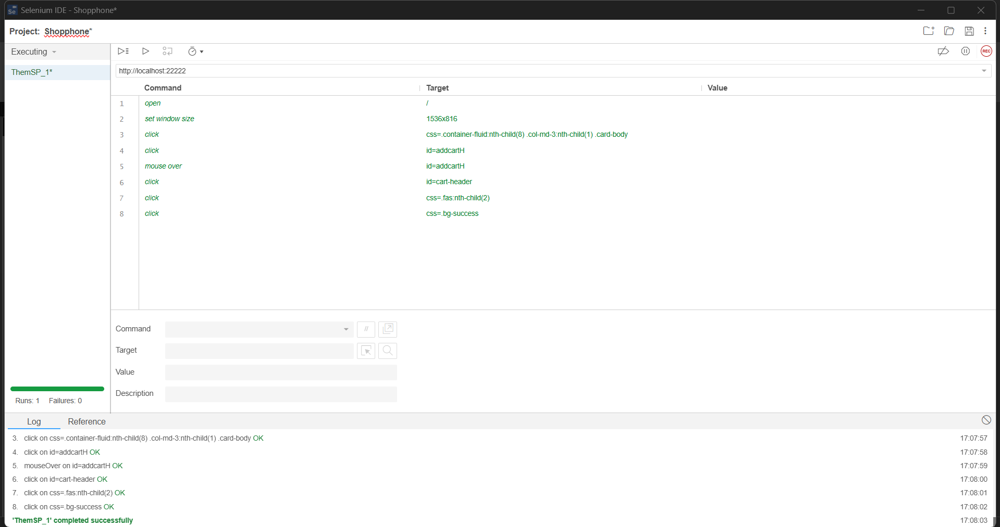 Se Selenium IDE - Shopphone*
Project: Shopphone*
Executing
REC
ThemSP_1*
http://localhost:22222
Command Target Value
1 open /
2 set window size 1536x816
3 click css=.container-fluid:nth-child(8) .col-md-3:nth-child(1) .card-body
4 click id=addcartH
5 mouse over id=addcartH
6 click id=cart-header
7 click css=.fas:nth-child(2)
8 click css=.bg-success
Command //
Target
Value
Description
Runs: 1 Failures: 0
Log Reference
3. click on css=.container-fluid:nth-child(8) .col-md-3:nth-child(1) .card-body OK 17:07:57
4. click on id=addcartH OK 17:07:58
5. mouseOver on id=addcartH OK 17:07:59
6. click on id=cart-header OK 17:08:00
7. click on css=.fas:nth-child(2) OK 17:08:01
8. click on css=.bg-success OK 17:08:02
'ThemSP_1' completed successfully 17:08:03